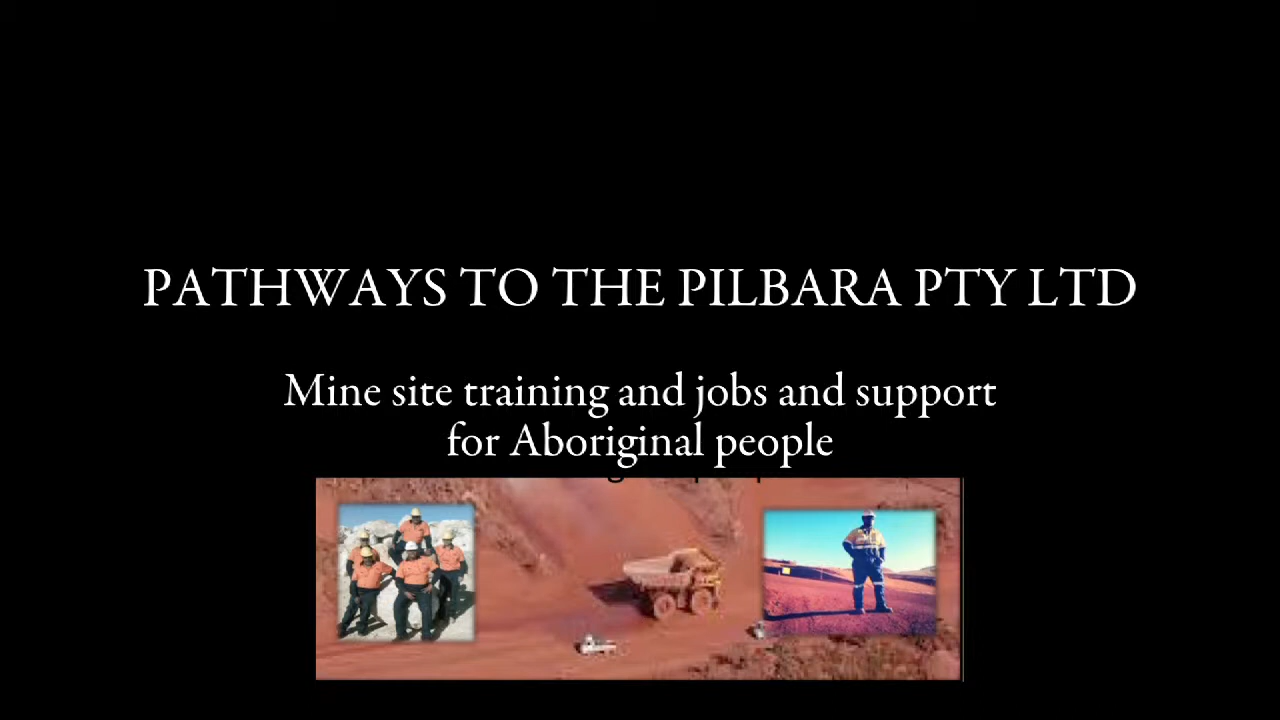 PATHWAYS TO THE PILBARA PTY LTD
Mine site training and jobs and support
for Aboriginal people